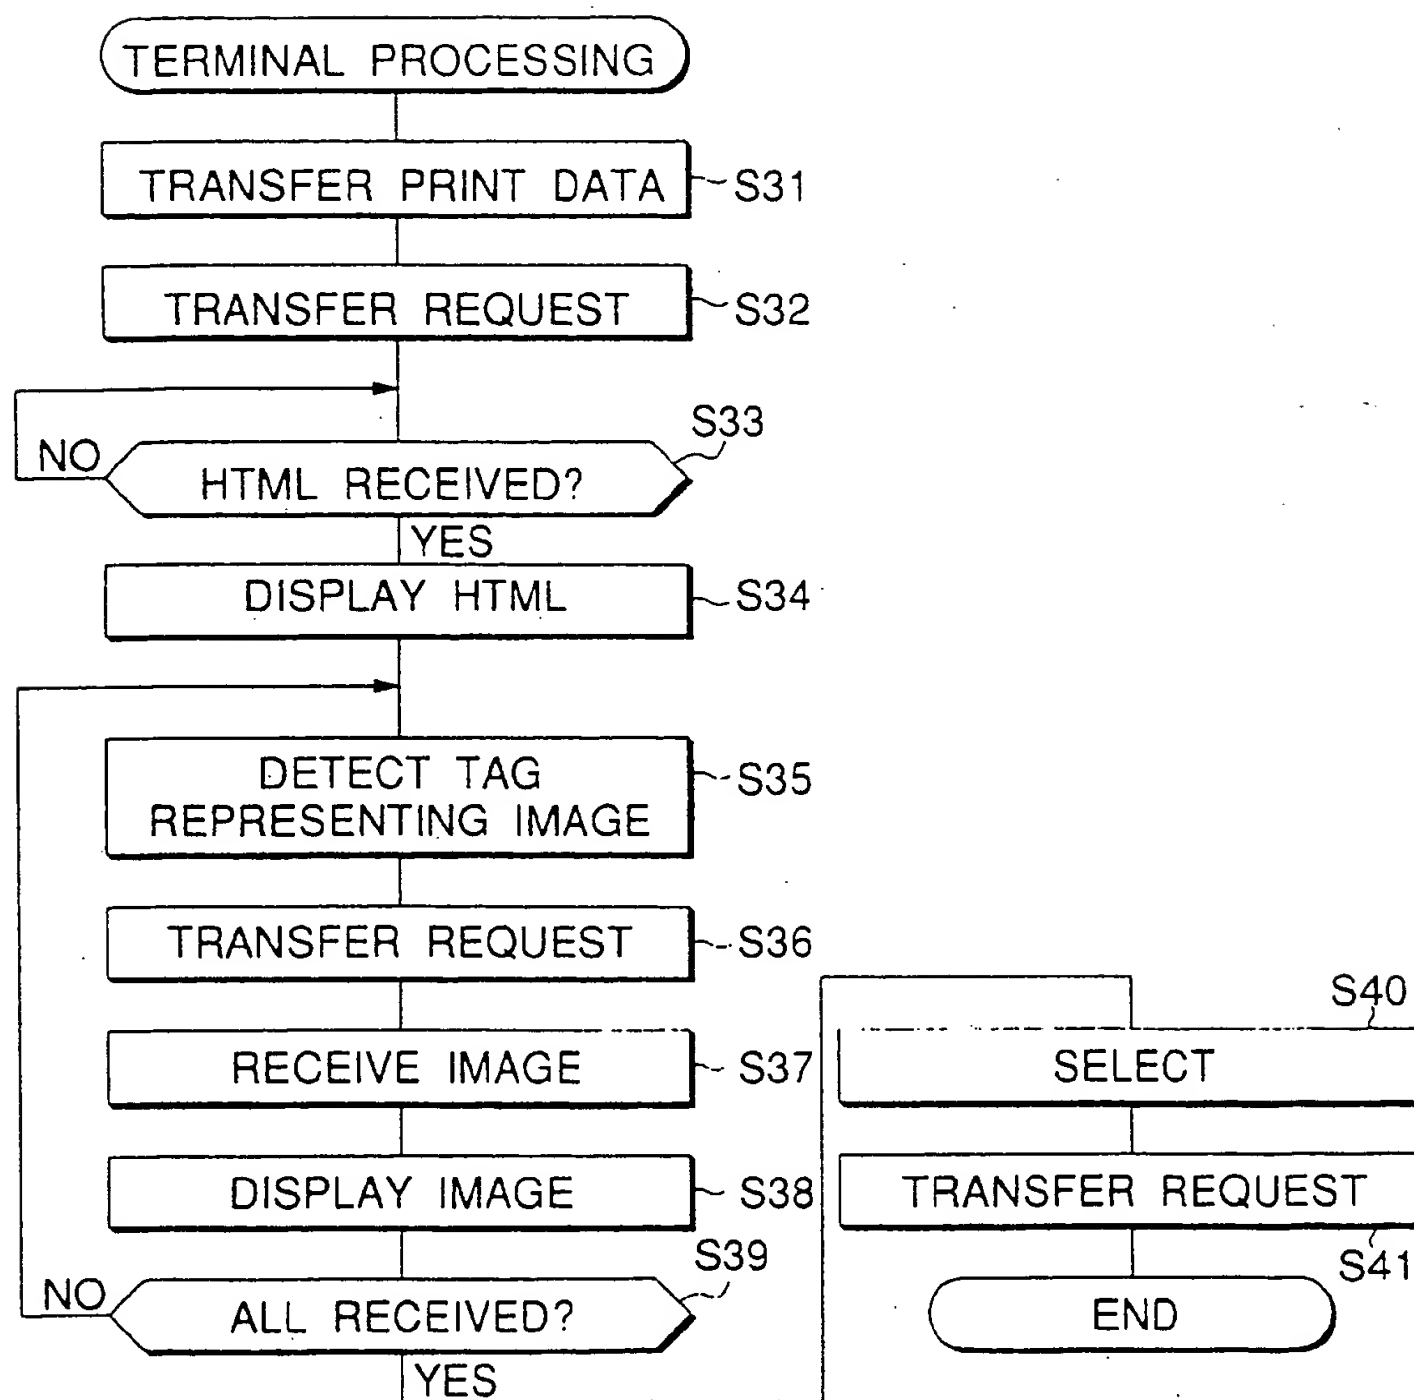 TERMINAL PROCESSING
TRANSFER PRINT DATA
S31
TRANSFER REQUEST
S32
S33
NO
HTML RECEIVED?
YES
DISPLAY HTML
S34
DETECT TAG
REPRESENTING IMAGE
S35
TRANSFER REQUEST
S36
RECEIVE IMAGE
S37
DISPLAY IMAGE
S38
S39
NO
ALL RECEIVED?
YES
S40
SELECT
TRANSFER REQUEST
S41
END